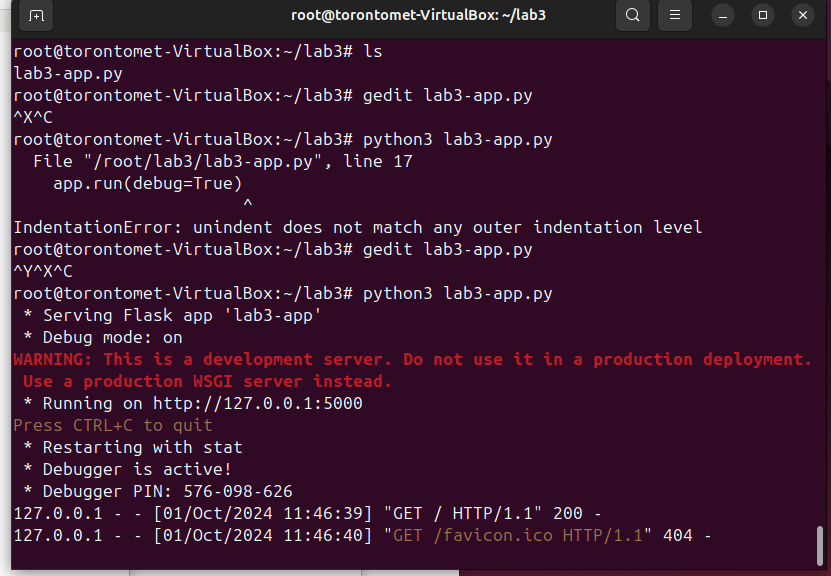 root@torontomet-VirtualBox: ~/lab3
root@torontomet-VirtualBox:~/lab3# ls
lab3-app.py
root@torontomet-VirtualBox:~/lab3# gedit lab3-app.py
^X^C
root@torontomet-VirtualBox:~/lab3# python3 lab3-app.py
  File "/root/lab3/lab3-app.py", line 17
    app.run(debug=True)
                       ^
IndentationError: unindent does not match any outer indentation level
root@torontomet-VirtualBox:~/lab3# gedit lab3-app.py
^Y^X^C
root@torontomet-VirtualBox:~/lab3# python3 lab3-app.py
 * Serving Flask app 'lab3-app'
 * Debug mode: on
WARNING: This is a development server. Do not use it in a production deployment.
 Use a production WSGI server instead.
 * Running on http://127.0.0.1:5000
Press CTRL+C to quit
 * Restarting with stat
 * Debugger is active!
 * Debugger PIN: 576-098-626
127.0.0.1 - - [01/Oct/2024 11:46:39] "GET / HTTP/1.1" 200 -
127.0.0.1 - - [01/Oct/2024 11:46:40] "GET /favicon.ico HTTP/1.1" 404 -